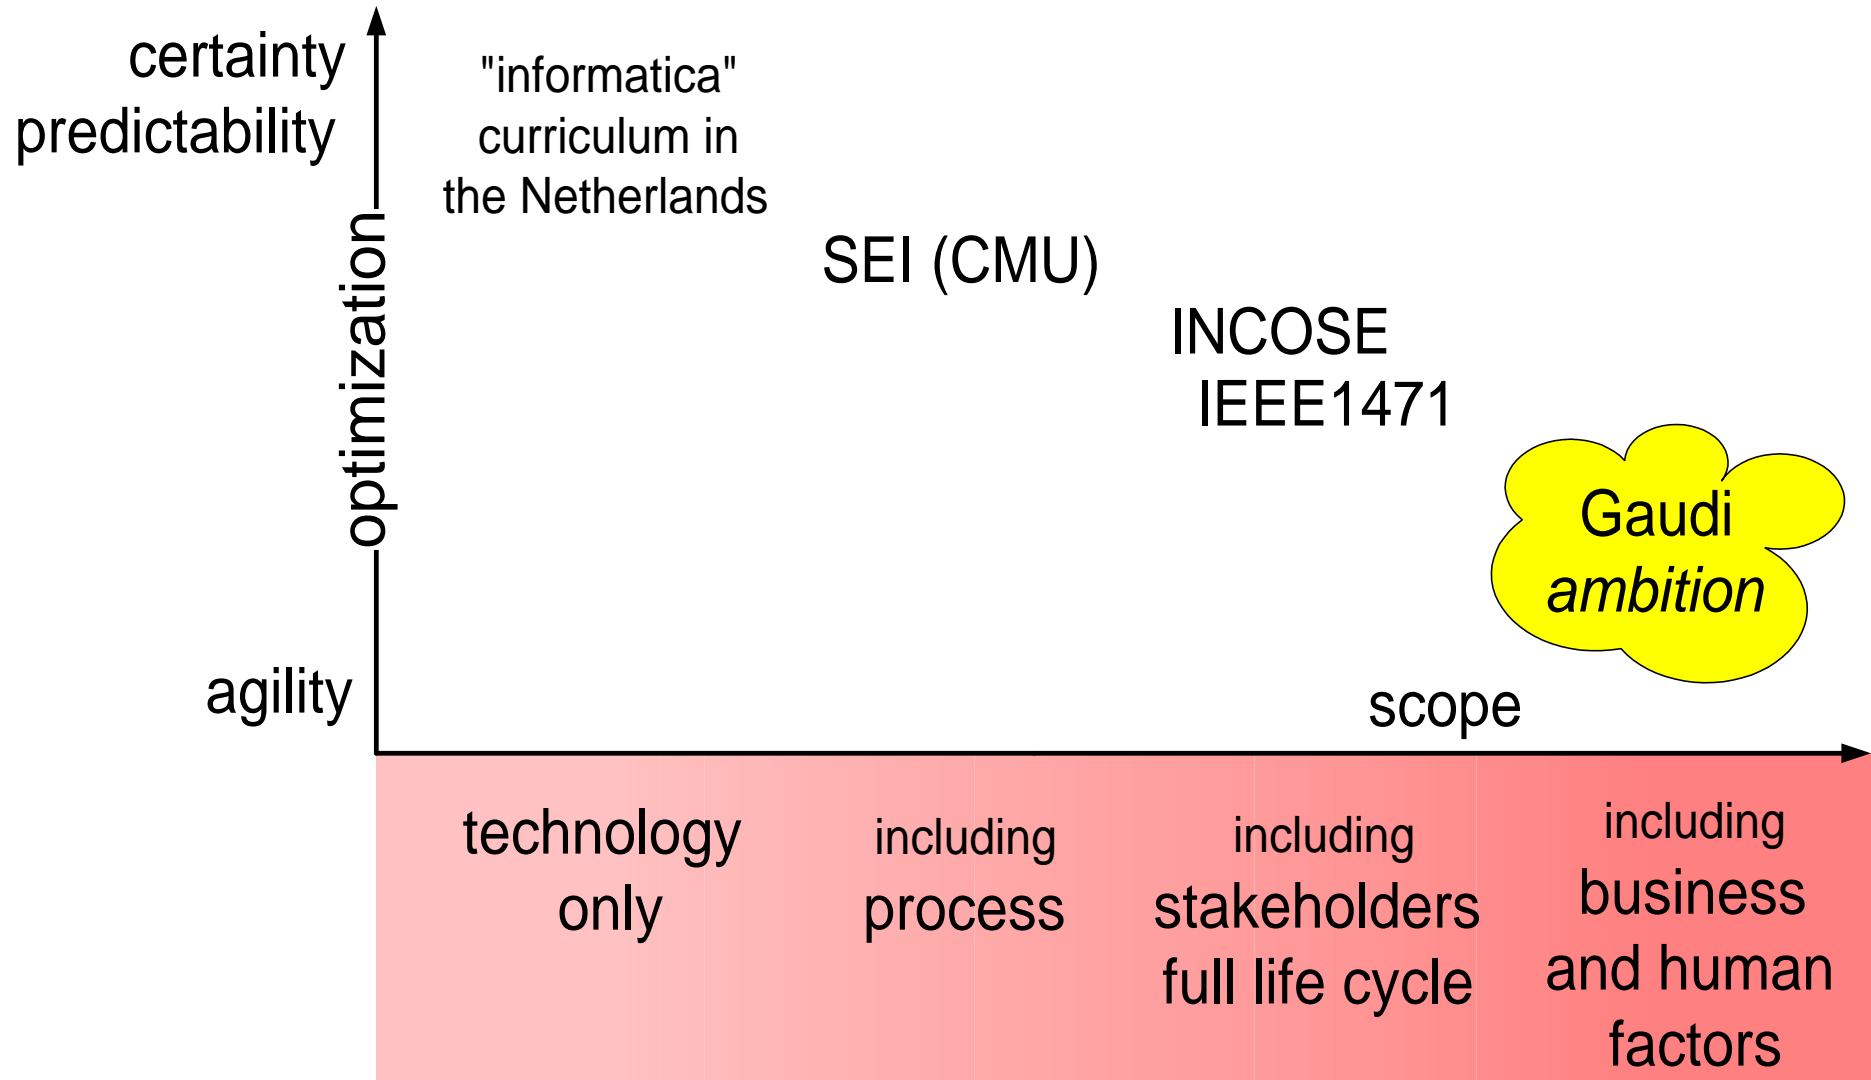 certainty
predictability
optimization
agility
"informatica"
curriculum in
the Netherlands
SEI (CMU)
INCOSE
IEEE1471
Gaudi
ambition
scope
technology
only
including
process
including
stakeholders
full life cycle
including
business
and human
factors